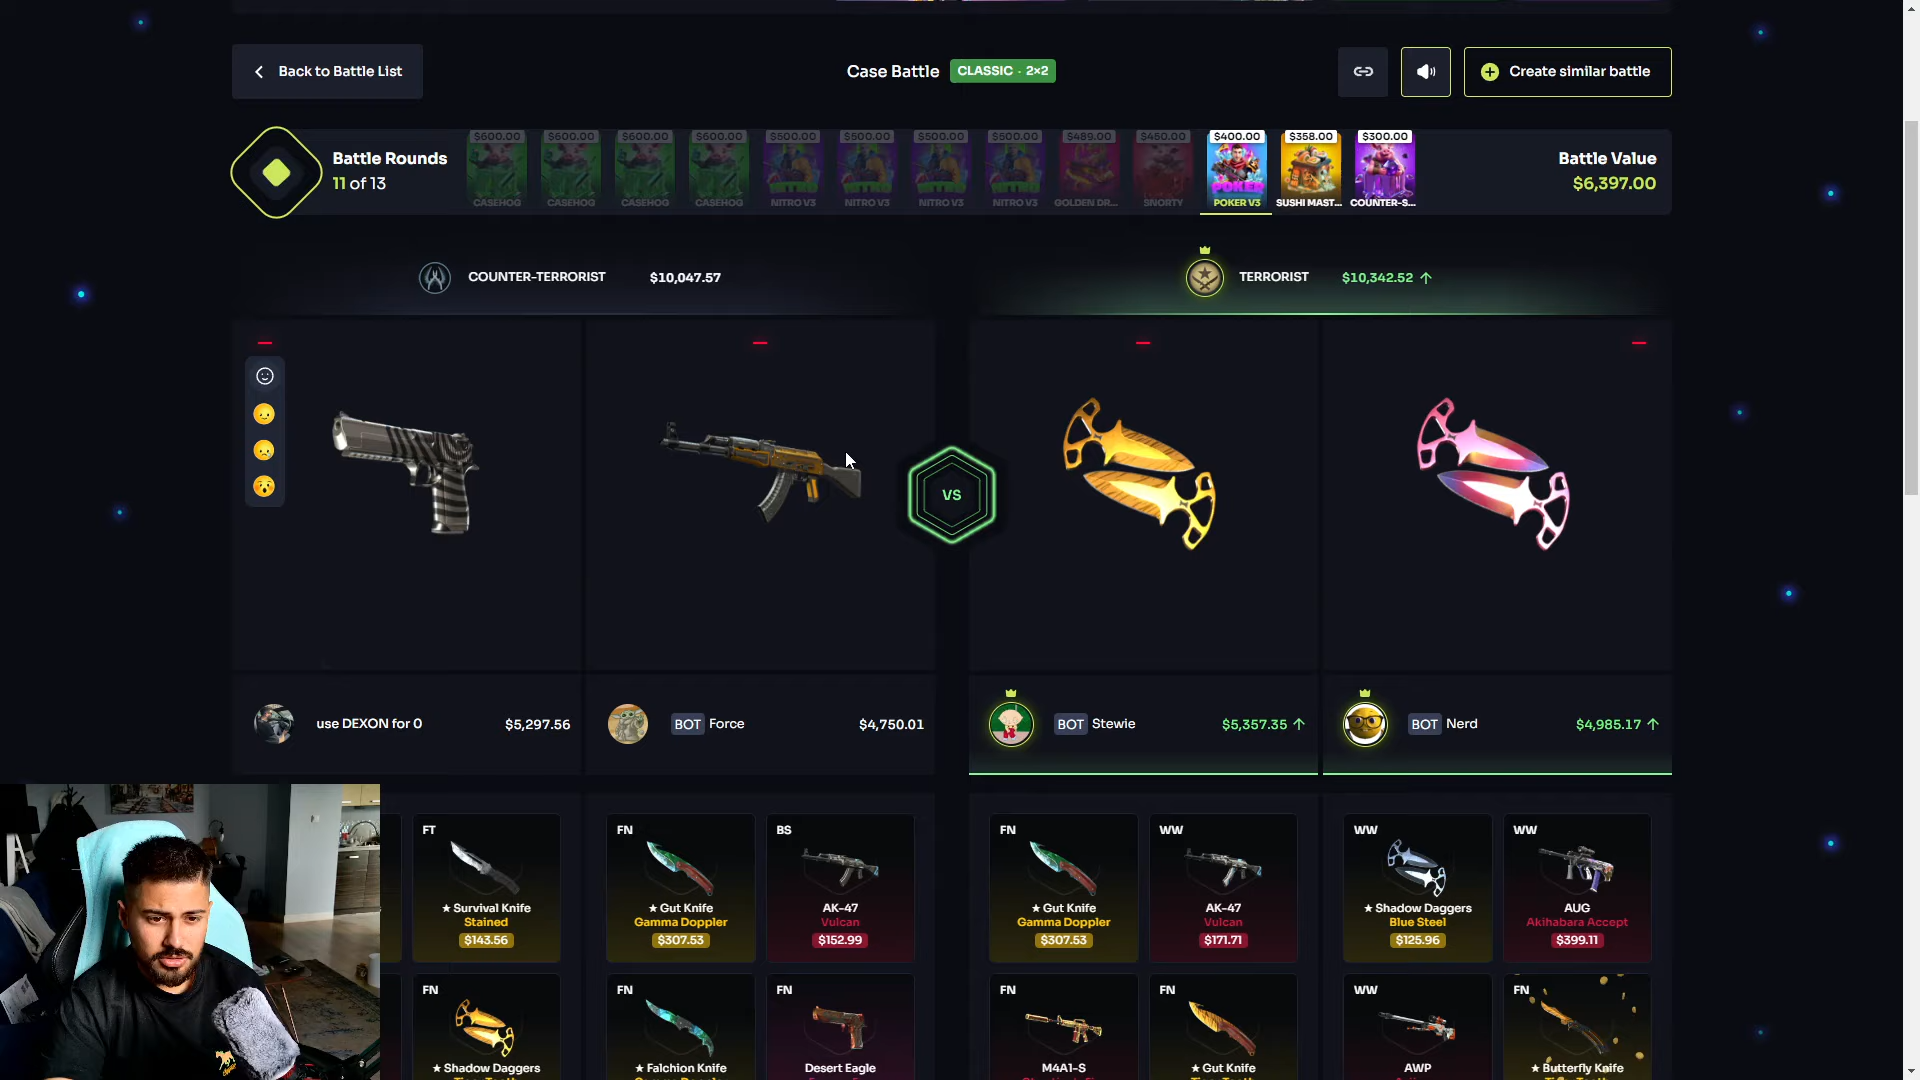 Back to Battle List
Case Battle
CLASSIC · 2×2
Create similar battle
Battle Rounds
11 of 13
$600.00
CASEHOG
$600.00
CASEHOG
$600.00
CASEHOG
$600.00
CASEHOG
$500.00
NITRO V3
$500.00
NITRO V3
$500.00
NITRO V3
$500.00
NITRO V3
$489.00
GOLDEN DR...
$450.00
SNORTY
$400.00
POKER
POKER V3
$358.00
SUSHI MAST...
$300.00
COUNTER-S...
Battle Value
$6,397.00
COUNTER-TERRORIST
$10,047.57
TERRORIST
$10,342.52
VS
use DEXON for 0
$5,297.56
BOT Force
$4,750.01
BOT Stewie
$5,357.35
BOT Nerd
$4,985.17
FT
★ Survival Knife
Stained
$143.56
FN
★ Gut Knife
Gamma Doppler
$307.53
BS
AK-47
Vulcan
$152.99
FN
★ Gut Knife
Gamma Doppler
$307.53
WW
AK-47
Vulcan
$171.71
WW
★ Shadow Daggers
Blue Steel
$125.96
WW
AUG
Akihabara Accept
$399.11
FN
★ Shadow Daggers
FN
★ Falchion Knife
FN
Desert Eagle
FN
M4A1-S
FN
★ Gut Knife
WW
AWP
FN
★ Butterfly Knife